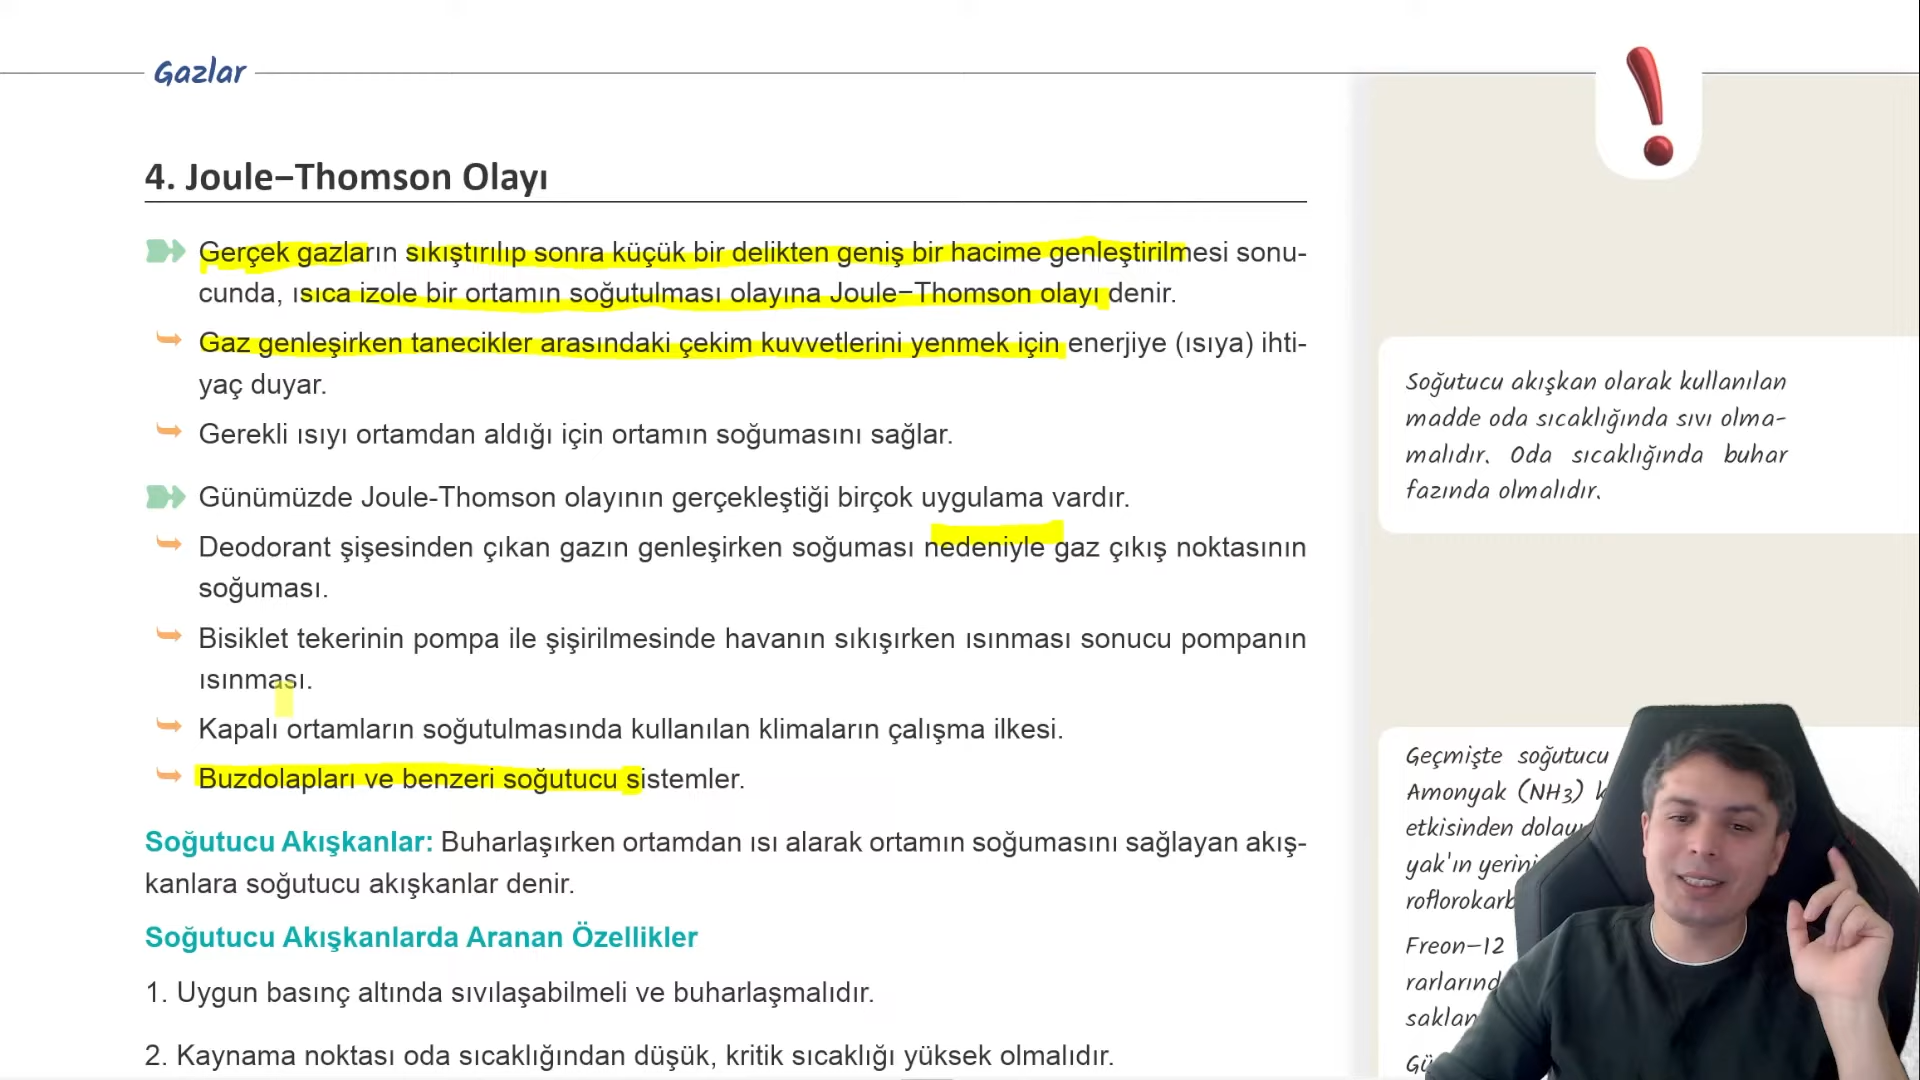 Gazlar
4. Joule–Thomson Olayı
Gerçek gazların sıkıştırılıp sonra küçük bir delikten geniş bir hacime genleştirilmesi sonu-
cunda, ısıca izole bir ortamın soğutulması olayına Joule–Thomson olayı denir.
Gaz genleşirken tanecikler arasındaki çekim kuvvetlerini yenmek için enerjiye (ısıya) ihti-
yaç duyar.
Gerekli ısıyı ortamdan aldığı için ortamın soğumasını sağlar.
Günümüzde Joule-Thomson olayının gerçekleştiği birçok uygulama vardır.
Deodorant şişesinden çıkan gazın genleşirken soğuması nedeniyle gaz çıkış noktasının
soğuması.
Bisiklet tekerinin pompa ile şişirilmesinde havanın sıkışırken ısınması sonucu pompanın
ısınması.
Kapalı ortamların soğutulmasında kullanılan klimaların çalışma ilkesi.
Buzdolapları ve benzeri soğutucu sistemler.
Soğutucu Akışkanlar: Buharlaşırken ortamdan ısı alarak ortamın soğumasını sağlayan akış-
kanlara soğutucu akışkanlar denir.
Soğutucu Akışkanlarda Aranan Özellikler
1. Uygun basınç altında sıvılaşabilmeli ve buharlaşmalıdır.
2. Kaynama noktası oda sıcaklığından düşük, kritik sıcaklığı yüksek olmalıdır.
Soğutucu akışkan olarak kullanılan
madde oda sıcaklığında sıvı olma-
malıdır. Oda sıcaklığında buhar
fazında olmalıdır.
Geçmişte soğutucu
Amonyak (NH3) k
etkisinden dolayı
yak'ın yerini
roflorokarb
Freon–12
rarlarınd
saklan
Gü